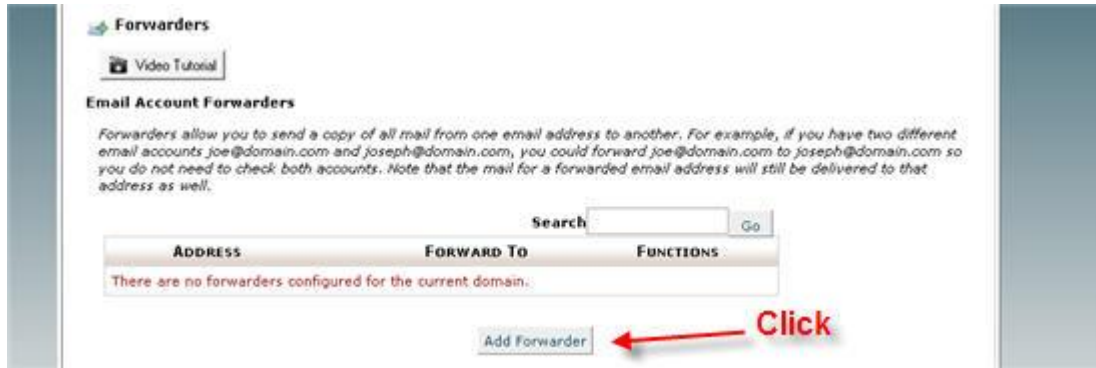 Forwarders
Video Tutorial
Email Account Forwarders
Forwarders allow you to send a copy of all mail from one email address to another. For example, if you have two different
email accounts joe@domain.com and joseph@domain.com, you could forward joe@domain.com to joseph@domain.com so
you do not need to check both accounts. Note that the mail for a forwarded email address will still be delivered to that
address as well.
Search Go
ADDRESS FORWARD TO FUNCTIONS
There are no forwarders configured for the current domain.
Click
Add Forwarder